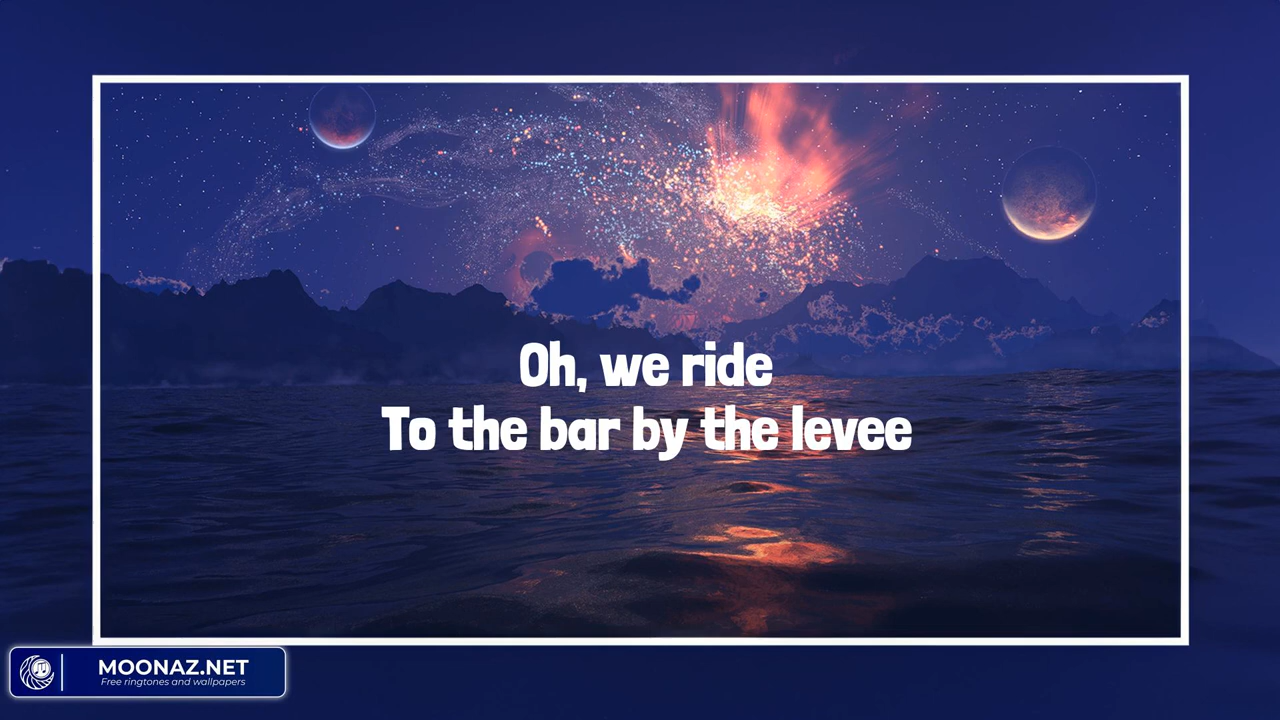 Oh, we ride
To the bar by the levee
MOONAZ.NET
Free ringtones and wallpapers